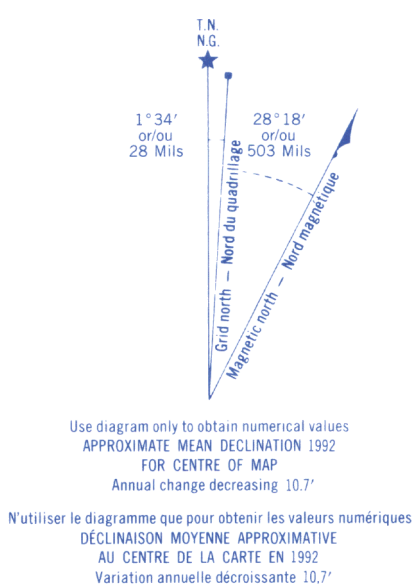 T.N.
N.G.
1°34′
or/ou
28 Mils
28°18′
or/ou
503 Mils
Grid north — Nord du quadrillage
Magnetic north — Nord magnetique
Use diagram only to obtain numerical values
APPROXIMATE MEAN DECLINATION 1992
FOR CENTRE OF MAP
Annual change decreasing 10.7′
N'utiliser le diagramme que pour obtenir les valeurs numériques
DÉCLINAISON MOYENNE APPROXIMATIVE
AU CENTRE DE LA CARTE EN 1992
Variation annuelle décroissante 10,7′